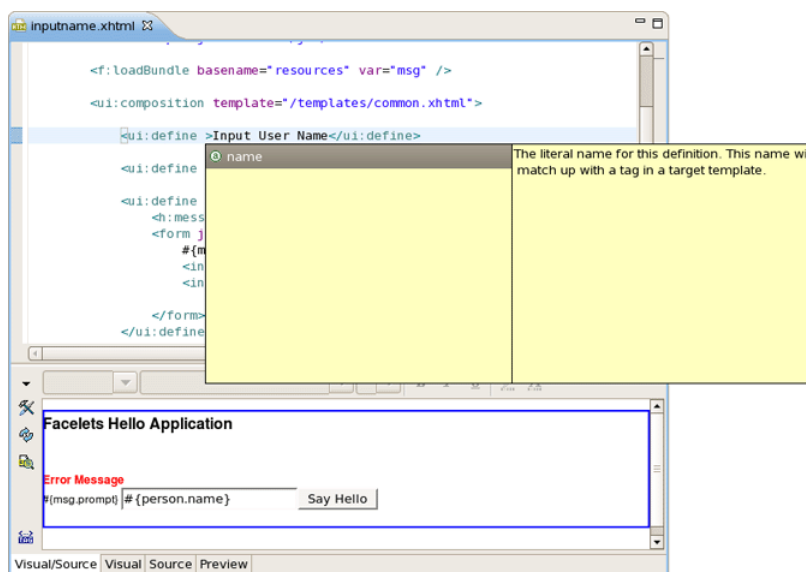 inputname.xhtml
<f:loadBundle basename="resources" var="msg" />
<ui:composition template="/templates/common.xhtml">
<ui:define >Input User Name</ui:define>
name
The literal name for this definition. This name wi
match up with a tag in a target template.
<ui:define
<ui:define
<h:mess
<form j
#{m
<in
<in
</form>
</ui:define
Facelets Hello Application
Error Message
#{msg.prompt} #{person.name} Say Hello
Visual/Source Visual Source Preview